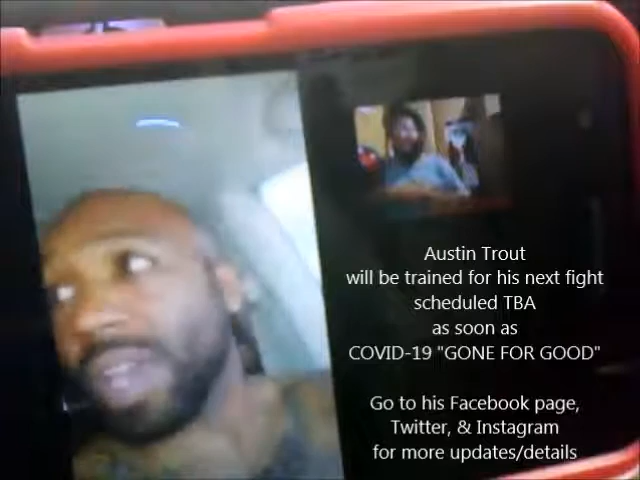 Austin Trout
will be trained for his next fight
scheduled TBA
as soon as
COVID-19 "GONE FOR GOOD"
Go to his Facebook page,
Twitter, & Instagram
for more updates/details